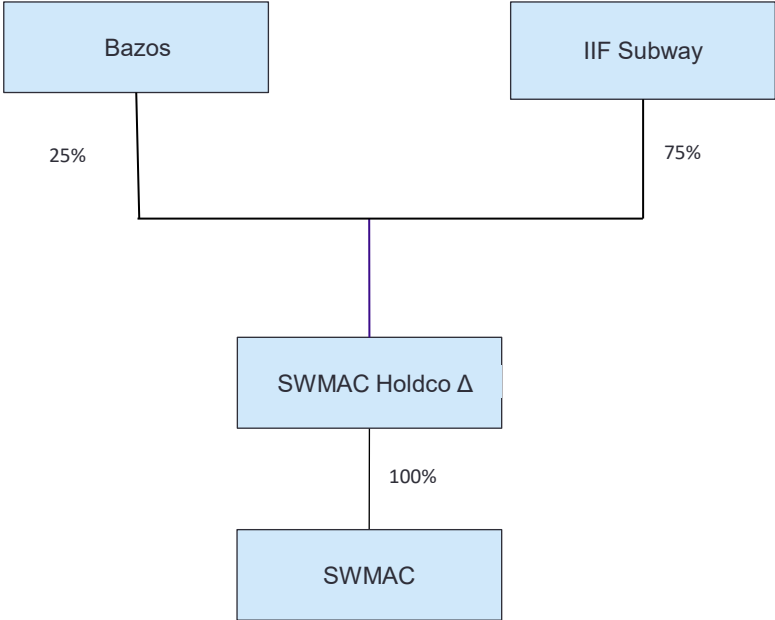 Bazos
IIF Subway
25%
75%
SWMAC Holdco Δ
100%
SWMAC